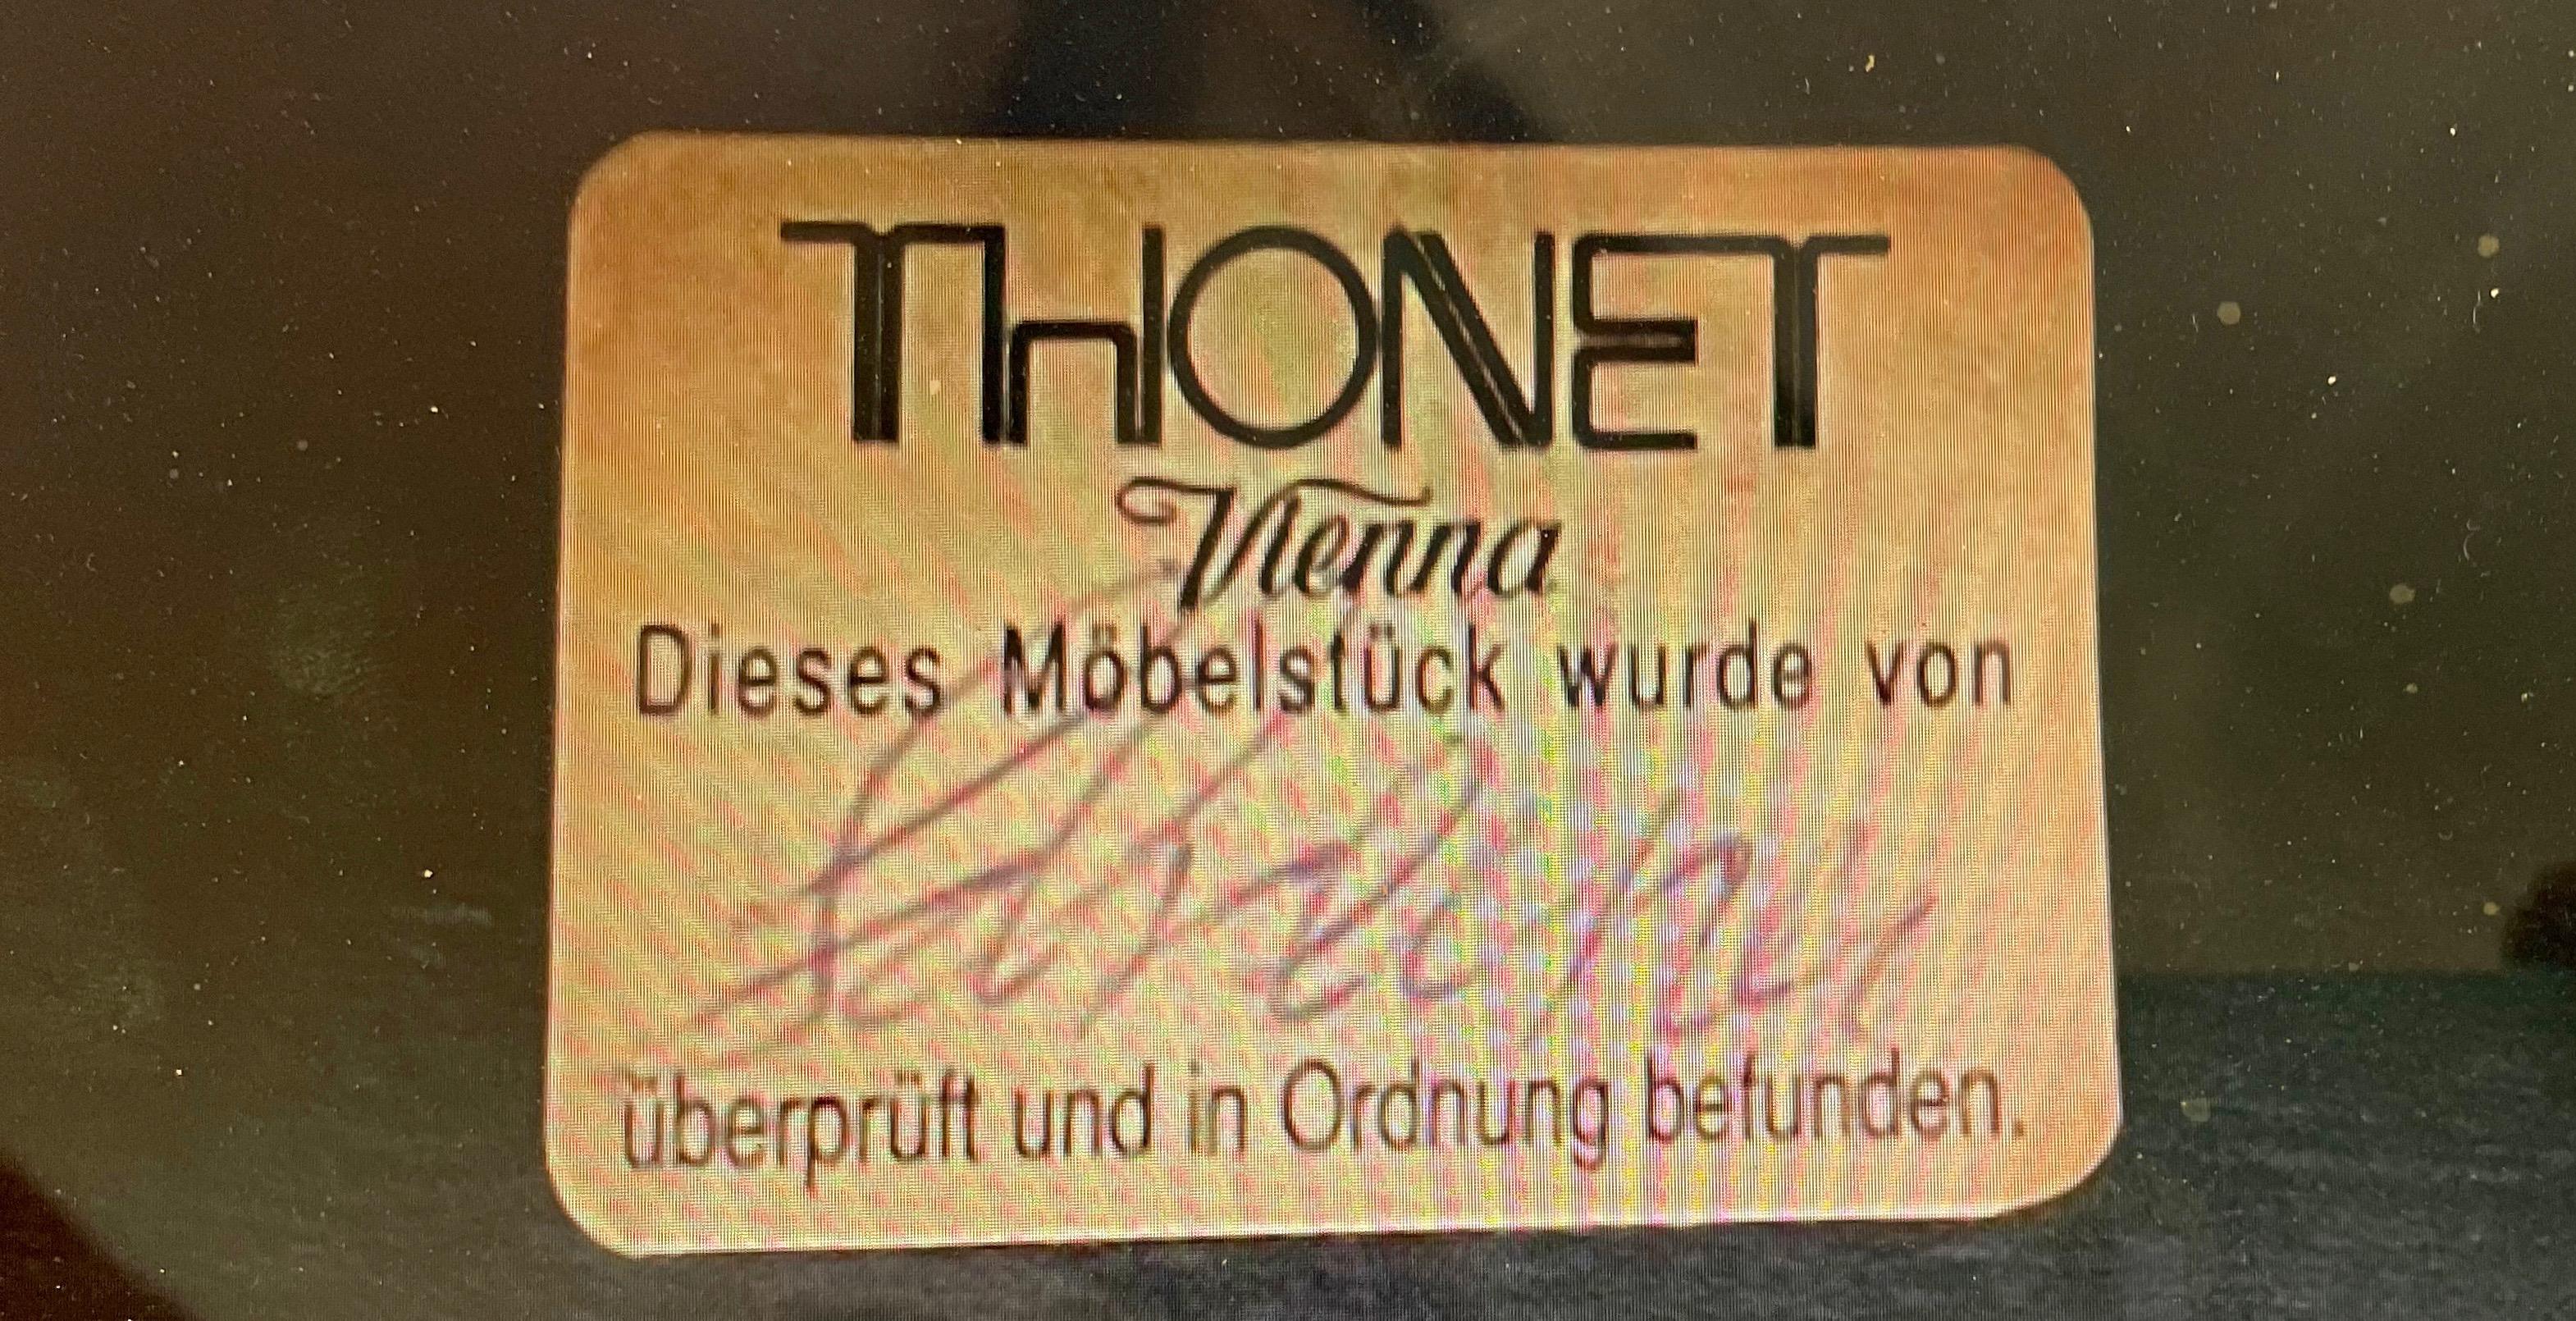 THONET
Vienna
Dieses Möbelstück wurde von
überprüft und in Ordnung befunden.